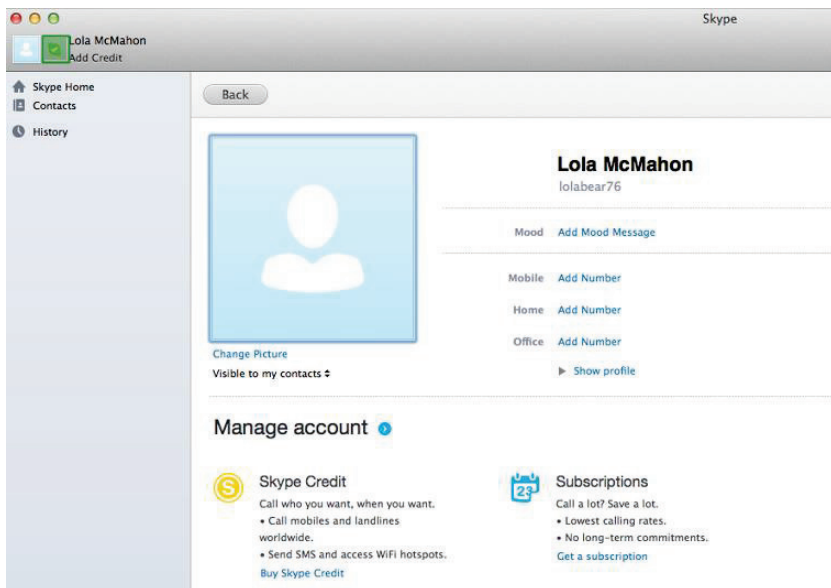 Skype
Lola McMahon
Add Credit
Skype Home
Contacts
History
Back
Lola McMahon
lolabear76
Mood Add Mood Message
Mobile Add Number
Home Add Number
Office Add Number
Show profile
Change Picture
Visible to my contacts
Manage account
S
Skype Credit
Call who you want, when you want.
• Call mobiles and landlines
worldwide.
• Send SMS and access WiFi hotspots.
Buy Skype Credit
23
Subscriptions
Call a lot? Save a lot.
• Lowest calling rates.
• No long-term commitments.
Get a subscription